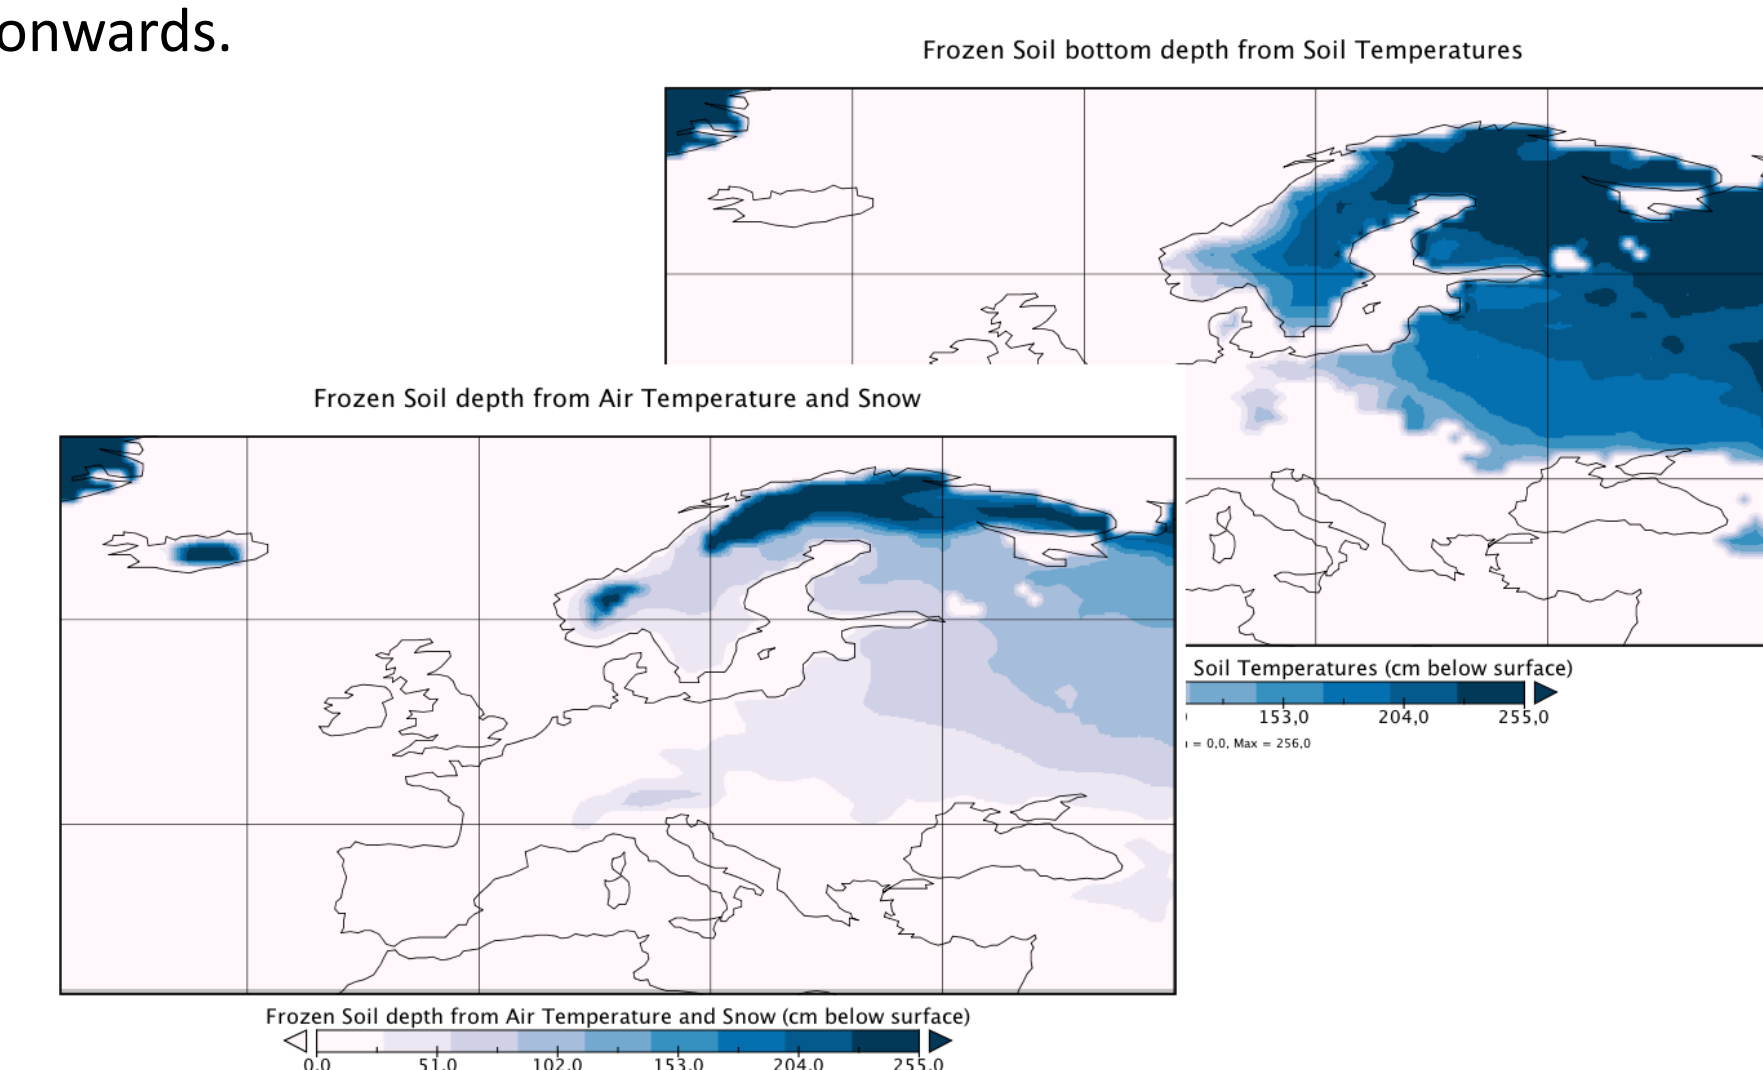 onwards.
Frozen Soil bottom depth from Soil Temperatures
Frozen Soil depth from Air Temperature and Snow
Soil Temperatures (cm below surface)
153,0 204,0 255,0
= 0,0, Max = 256,0
Frozen Soil depth from Air Temperature and Snow (cm below surface)
0,0 51,0 102,0 153,0 204,0 255,0